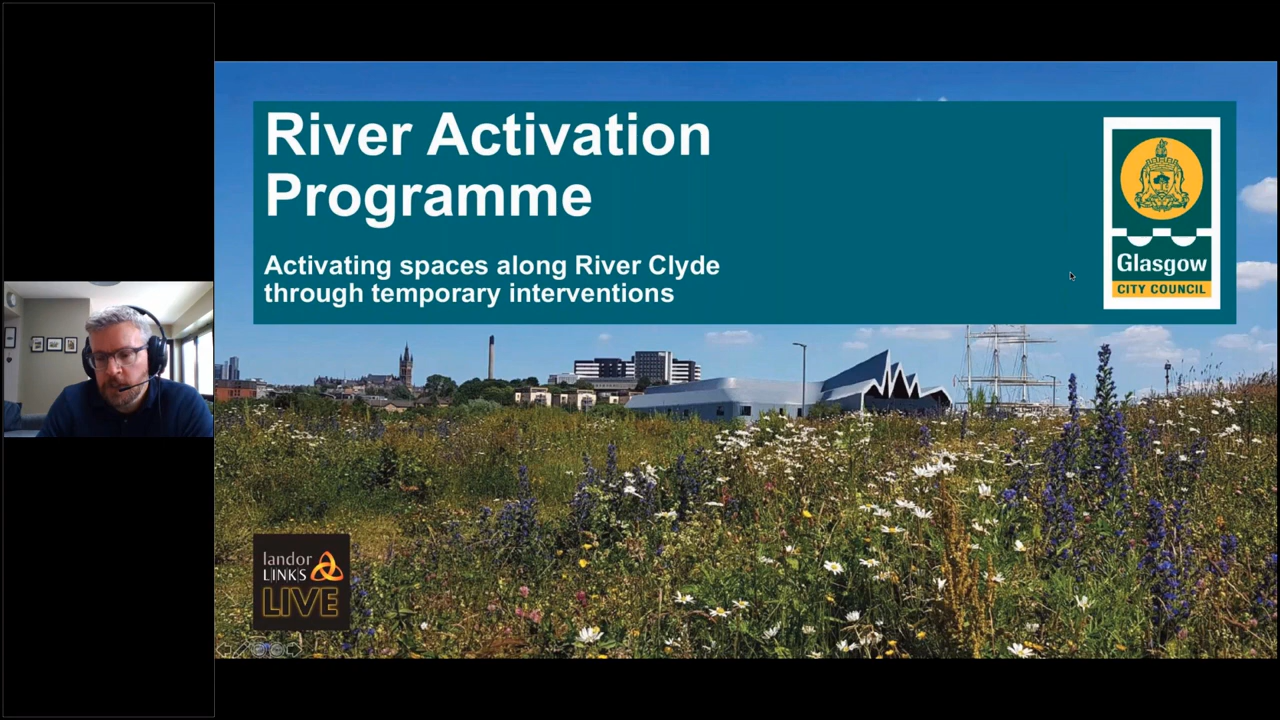 River Activation
Programme
Activating spaces along River Clyde
through temporary interventions
Glasgow
CITY COUNCIL
landor
LINKS
LIVE